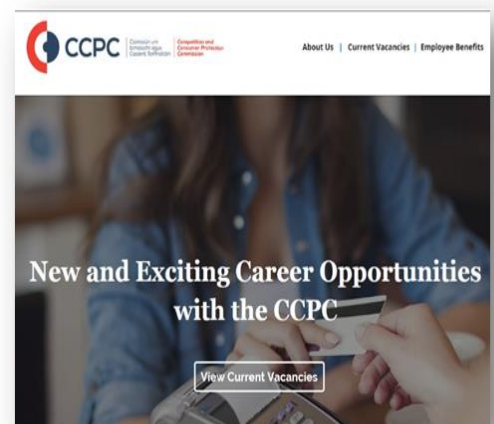 CCPC
Competition and
Consumer Protection
Commission
About Us | Current Vacancies | Employee Benefits
New and Exciting Career Opportunities
with the CCPC
View Current Vacancies